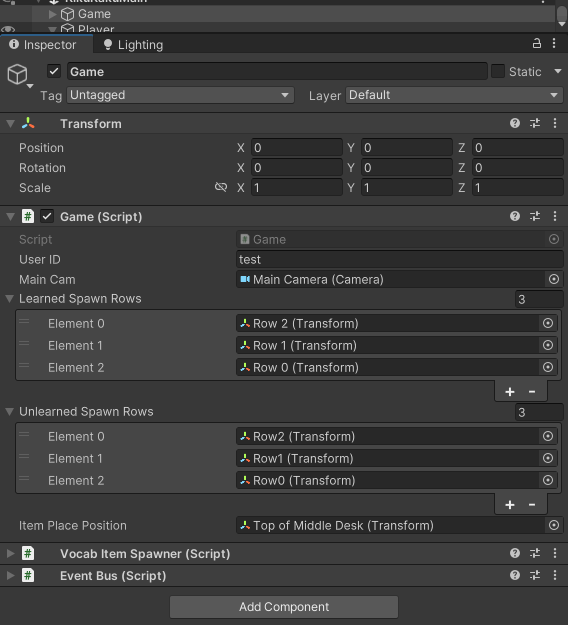 Game
Player
Inspector Lighting
Game Static
Tag Untagged Layer Default
Transform
Position X 0 Y 0 Z 0
Rotation X 0 Y 0 Z 0
Scale X 1 Y 1 Z 1
# Game (Script)
Script # Game
User ID test
Main Cam Main Camera (Camera)
Learned Spawn Rows 3
Element 0 Row 2 (Transform)
Element 1 Row 1 (Transform)
Element 2 Row 0 (Transform)
+ -
Unlearned Spawn Rows 3
Element 0 Row2 (Transform)
Element 1 Row1 (Transform)
Element 2 Row0 (Transform)
+ -
Item Place Position Top of Middle Desk (Transform)
# Vocab Item Spawner (Script)
# Event Bus (Script)
Add Component